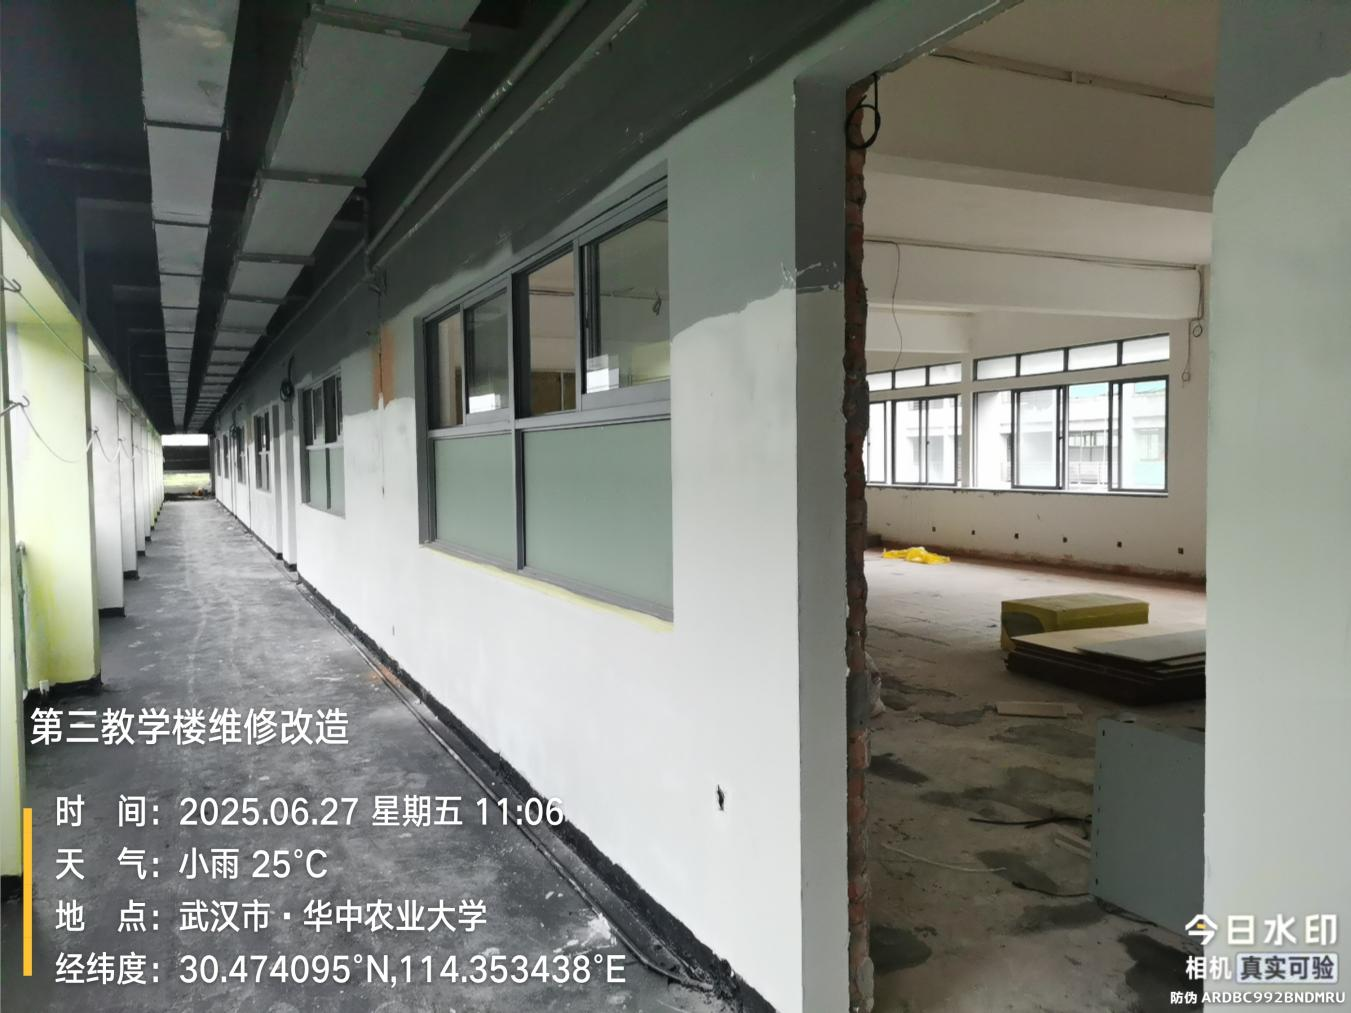 第三教学楼维修改造
时 间：2025.06.27 星期五 11:06
天 气：小雨 25°C
地 点：武汉市·华中农业大学
经纬度：30.474095°N,114.353438°E
今日水印
相机 真实可验
防伪 ARDBC992BNDMRU